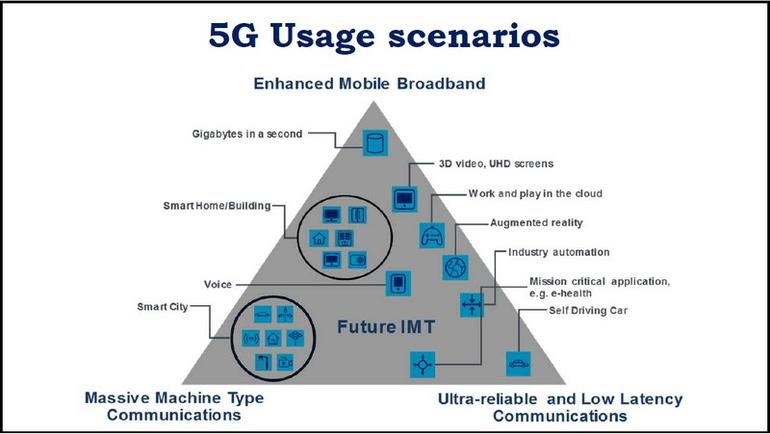 5G Usage scenarios
Enhanced Mobile Broadband
Gigabytes in a second
3D video, UHD screens
Work and play in the cloud
Smart Home/Building
Augmented reality
Industry automation
Voice
Mission critical application,
e.g. e-health
Smart City
Self Driving Car
Future IMT
Massive Machine Type
Communications
Ultra-reliable and Low Latency
Communications